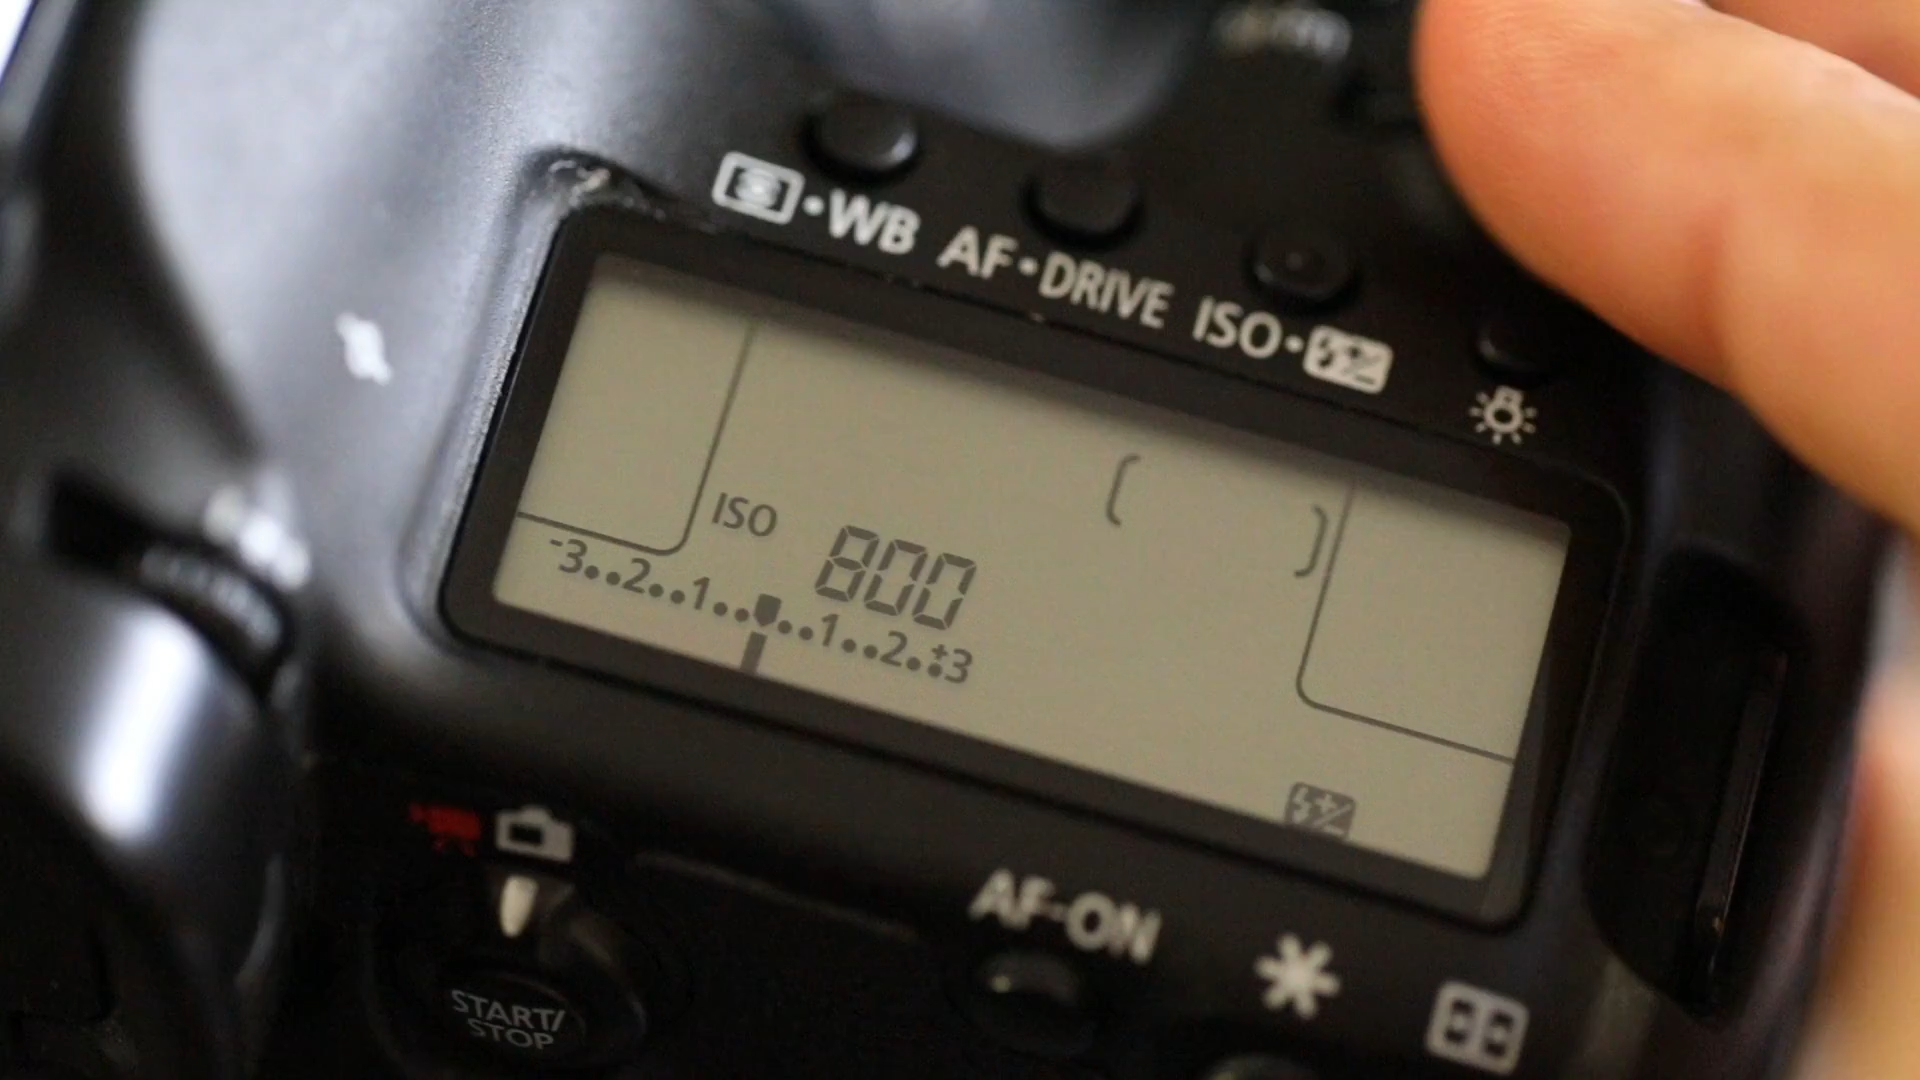 •WB AF•DRIVE ISO•
ISO 800
-3..2..1..■..1..2..+3
AF-ON
START/
STOP